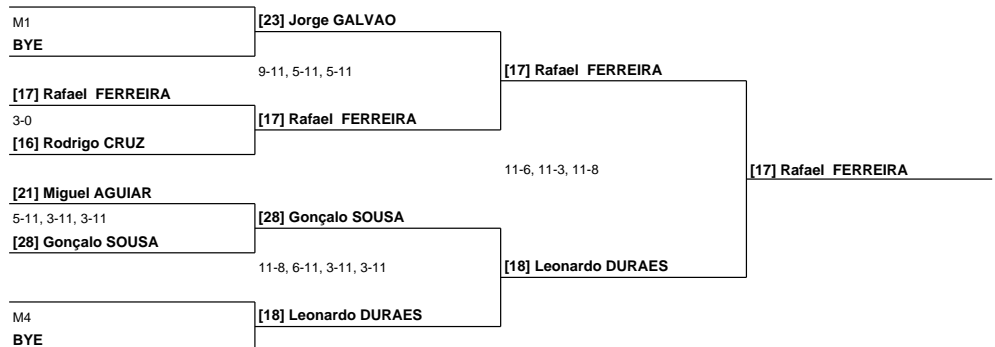 M1
BYE
[23] Jorge GALVAO
9-11, 5-11, 5-11
[17] Rafael  FERREIRA
[17] Rafael  FERREIRA
3-0
[16] Rodrigo CRUZ
[17] Rafael  FERREIRA
11-6, 11-3, 11-8
[17] Rafael  FERREIRA
[21] Miguel AGUIAR
5-11, 3-11, 3-11
[28] Gonçalo SOUSA
[28] Gonçalo SOUSA
11-8, 6-11, 3-11, 3-11
[18] Leonardo DURAES
M4
BYE
[18] Leonardo DURAES